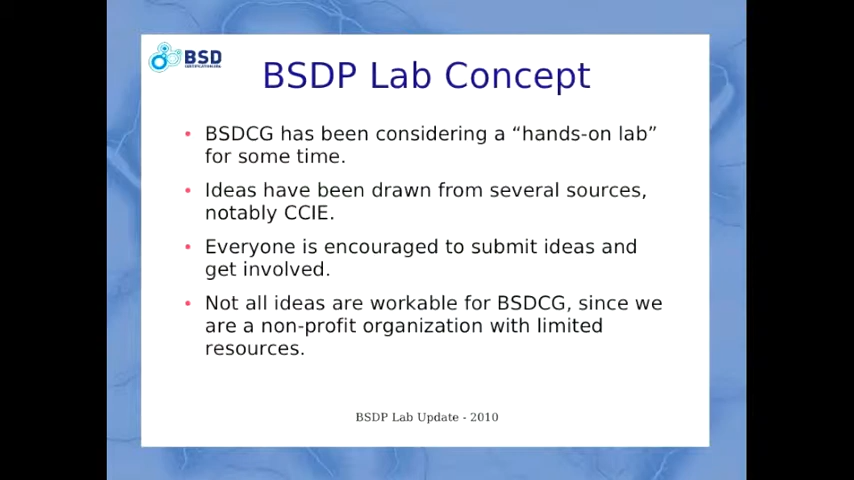 BSD
BSDP Lab Concept
• BSDCG has been considering a “hands-on lab”
for some time.
• Ideas have been drawn from several sources,
notably CCIE.
• Everyone is encouraged to submit ideas and
get involved.
• Not all ideas are workable for BSDCG, since we
are a non-profit organization with limited
resources.
BSDP Lab Update - 2010